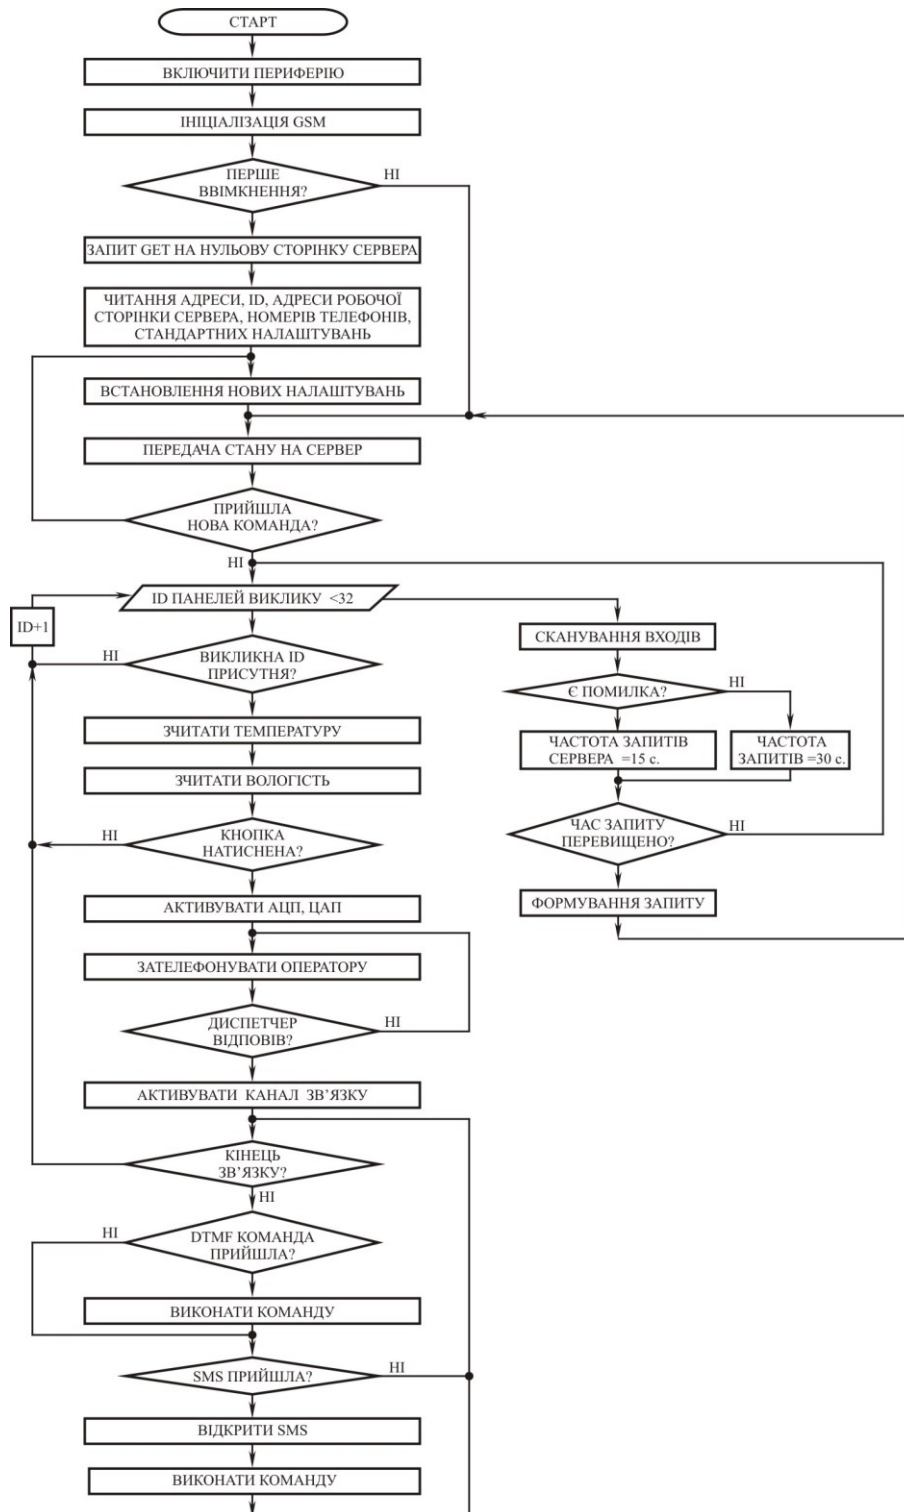 СТАРТ
ВКЛЮЧИТИ ПЕРИФЕРІЮ
ІНІЦІАЛІЗАЦІЯ GSM
ПЕРШЕ
ВВІМКНЕННЯ?
НІ
ЗАПИТ GET НА НУЛЬОВУ СТОРІНКУ СЕРВЕРА
ЧИТАННЯ АДРЕСИ, ID, АДРЕСИ РОБОЧОЇ
СТОРІНКИ СЕРВЕРА, НОМЕРІВ ТЕЛЕФОНІВ,
СТАНДАРТНИХ НАЛАШТУВАНЬ
ВСТАНОВЛЕННЯ НОВИХ НАЛАШТУВАНЬ
ПЕРЕДАЧА СТАНУ НА СЕРВЕР
ПРИЙШЛА
НОВА КОМАНДА?
НІ
ID ПАНЕЛЕЙ ВИКЛИКУ <32
ID+1
НІ
ВИКЛИКНА ID
ПРИСУТНЯ?
ЗЧИТАТИ ТЕМПЕРАТУРУ
ЗЧИТАТИ ВОЛОГІСТЬ
НІ
КНОПКА
НАТИСНЕНА?
АКТИВУВАТИ АЦП, ЦАП
ЗАТЕЛЕФОНУВАТИ ОПЕРАТОРУ
ДИСПЕТЧЕР
ВІДПОВІВ?
НІ
АКТИВУВАТИ КАНАЛ ЗВ’ЯЗКУ
КІНЕЦЬ
ЗВ’ЯЗКУ?
НІ
НІ
DTMF КОМАНДА
ПРИЙШЛА?
ВИКОНАТИ КОМАНДУ
SMS ПРИЙШЛА?
НІ
ВІДКРИТИ SMS
ВИКОНАТИ КОМАНДУ
СКАНУВАННЯ ВХОДІВ
Є ПОМИЛКА?
НІ
ЧАСТОТА ЗАПИТІВ
СЕРВЕРА =15 с.
ЧАСТОТА
ЗАПИТІВ =30 с.
ЧАС ЗАПИТУ
ПЕРЕВИЩЕНО?
НІ
ФОРМУВАННЯ ЗАПИТУ